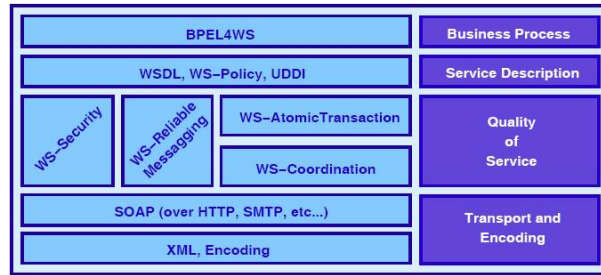 BPEL4WS
Business Process
WSDL, WS-Policy, UDDI
Service Description
WS-Security
WS-Reliable
Messagging
WS-AtomicTransaction
WS-Coordination
Quality
of
Service
SOAP (over HTTP, SMTP, etc...)
XML, Encoding
Transport and
Encoding